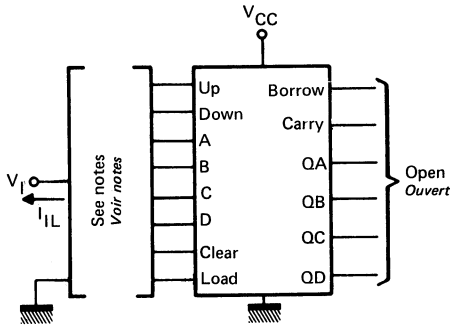 VCC
Up
Down
A
B
C
D
Clear
Load
Borrow
Carry
QA
QB
QC
QD
VI
IIL
See notes
Voir notes
Open
Ouvert